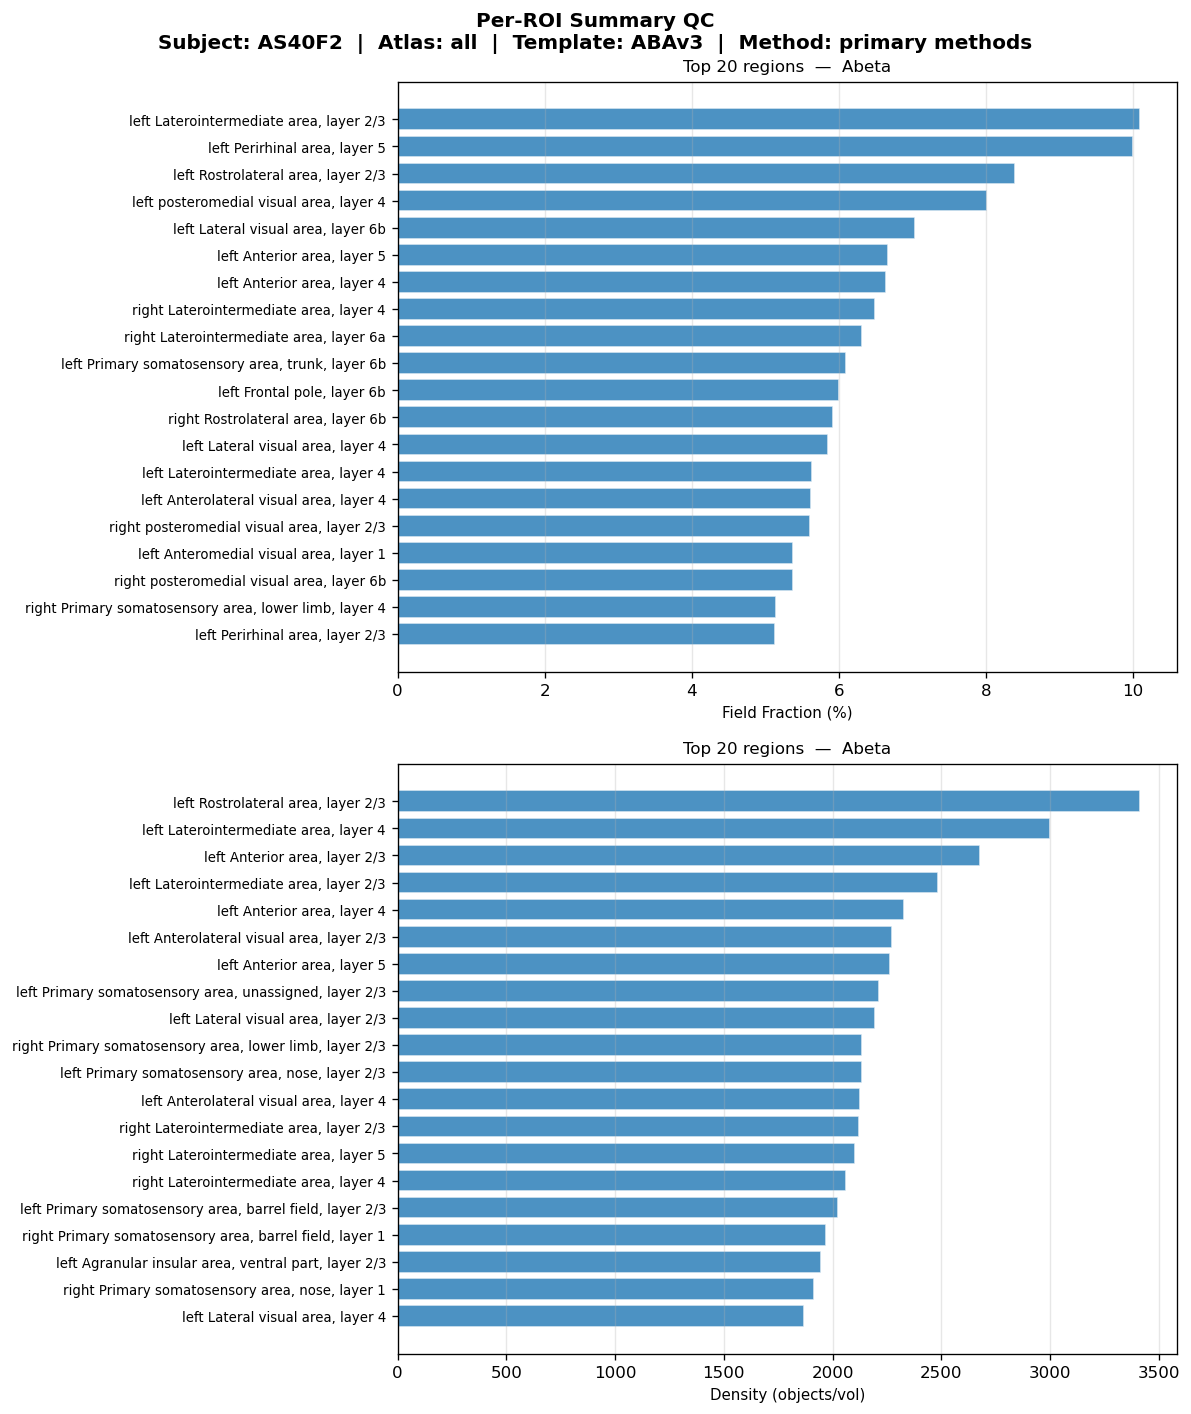 Per-ROI Summary QC
Subject: AS40F2  |  Atlas: all  |  Template: ABAv3  |  Method: primary methods
Top 20 regions  —  Abeta
left Laterointermediate area, layer 2/3
left Perirhinal area, layer 5
left Rostrolateral area, layer 2/3
left posteromedial visual area, layer 4
left Lateral visual area, layer 6b
left Anterior area, layer 5
left Anterior area, layer 4
right Laterointermediate area, layer 4
right Laterointermediate area, layer 6a
left Primary somatosensory area, trunk, layer 6b
left Frontal pole, layer 6b
right Rostrolateral area, layer 6b
left Lateral visual area, layer 4
left Laterointermediate area, layer 4
left Anterolateral visual area, layer 4
right posteromedial visual area, layer 2/3
left Anteromedial visual area, layer 1
right posteromedial visual area, layer 6b
right Primary somatosensory area, lower limb, layer 4
left Perirhinal area, layer 2/3
0 2 4 6 8 10
Field Fraction (%)
Top 20 regions  —  Abeta
left Rostrolateral area, layer 2/3
left Laterointermediate area, layer 4
left Anterior area, layer 2/3
left Laterointermediate area, layer 2/3
left Anterior area, layer 4
left Anterolateral visual area, layer 2/3
left Anterior area, layer 5
left Primary somatosensory area, unassigned, layer 2/3
left Lateral visual area, layer 2/3
right Primary somatosensory area, lower limb, layer 2/3
left Primary somatosensory area, nose, layer 2/3
left Anterolateral visual area, layer 4
right Laterointermediate area, layer 2/3
right Laterointermediate area, layer 5
right Laterointermediate area, layer 4
left Primary somatosensory area, barrel field, layer 2/3
right Primary somatosensory area, barrel field, layer 1
left Agranular insular area, ventral part, layer 2/3
right Primary somatosensory area, nose, layer 1
left Lateral visual area, layer 4
0 500 1000 1500 2000 2500 3000 3500
Density (objects/vol)